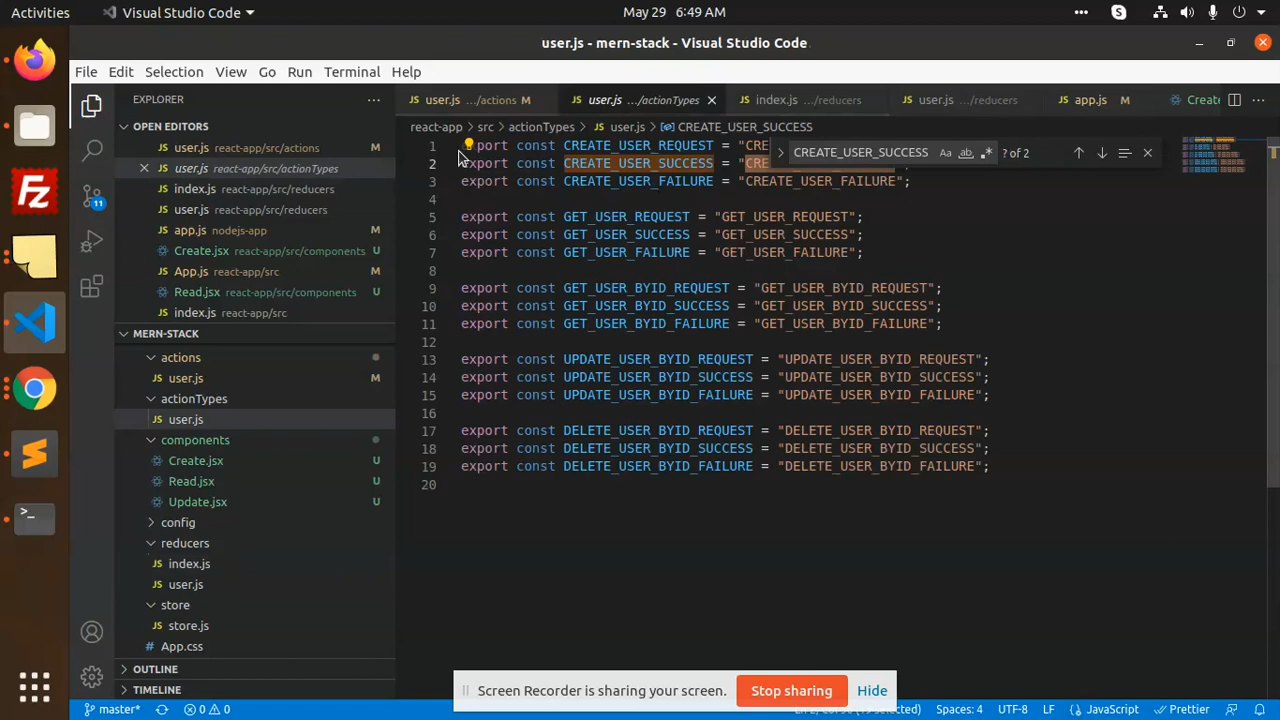 Activities
Visual Studio Code
May 29 6:49 AM
user.js - mern-stack - Visual Studio Code
File Edit Selection View Go Run Terminal Help
EXPLORER
user.js .../actions M
user.js .../actionTypes
index.js .../reducers
user.js .../reducers
app.js M
Create
react-app > src > actionTypes > user.js > CREATE_USER_SUCCESS
CREATE_USER_SUCCESS
Aa
ab
? of 2
OPEN EDITORS
user.js react-app/src/actions M
user.js react-app/src/actionTypes
index.js react-app/src/reducers
user.js react-app/src/reducers
app.js nodejs-app M
Create.jsx react-app/src/components U
App.js react-app/src M
Read.jsx react-app/src/components U
index.js react-app/src
MERN-STACK
actions
user.js M
actionTypes
user.js
components
Create.jsx U
Read.jsx U
Update.jsx U
config
reducers
index.js
user.js
store
store.js
App.css
OUTLINE
TIMELINE
11
1 port const CREATE_USER_REQUEST = "CRE
2 export const CREATE_USER_SUCCESS = "CRE
3 export const CREATE_USER_FAILURE = "CREATE_USER_FAILURE";
4
5 export const GET_USER_REQUEST = "GET_USER_REQUEST";
6 export const GET_USER_SUCCESS = "GET_USER_SUCCESS";
7 export const GET_USER_FAILURE = "GET_USER_FAILURE";
8
9 export const GET_USER_BYID_REQUEST = "GET_USER_BYID_REQUEST";
10 export const GET_USER_BYID_SUCCESS = "GET_USER_BYID_SUCCESS";
11 export const GET_USER_BYID_FAILURE = "GET_USER_BYID_FAILURE";
12
13 export const UPDATE_USER_BYID_REQUEST = "UPDATE_USER_BYID_REQUEST";
14 export const UPDATE_USER_BYID_SUCCESS = "UPDATE_USER_BYID_SUCCESS";
15 export const UPDATE_USER_BYID_FAILURE = "UPDATE_USER_BYID_FAILURE";
16
17 export const DELETE_USER_BYID_REQUEST = "DELETE_USER_BYID_REQUEST";
18 export const DELETE_USER_BYID_SUCCESS = "DELETE_USER_BYID_SUCCESS";
19 export const DELETE_USER_BYID_FAILURE = "DELETE_USER_BYID_FAILURE";
20
Screen Recorder is sharing your screen. Stop sharing Hide
master* 0 0
Spaces: 4 UTF-8 LF JavaScript Prettier